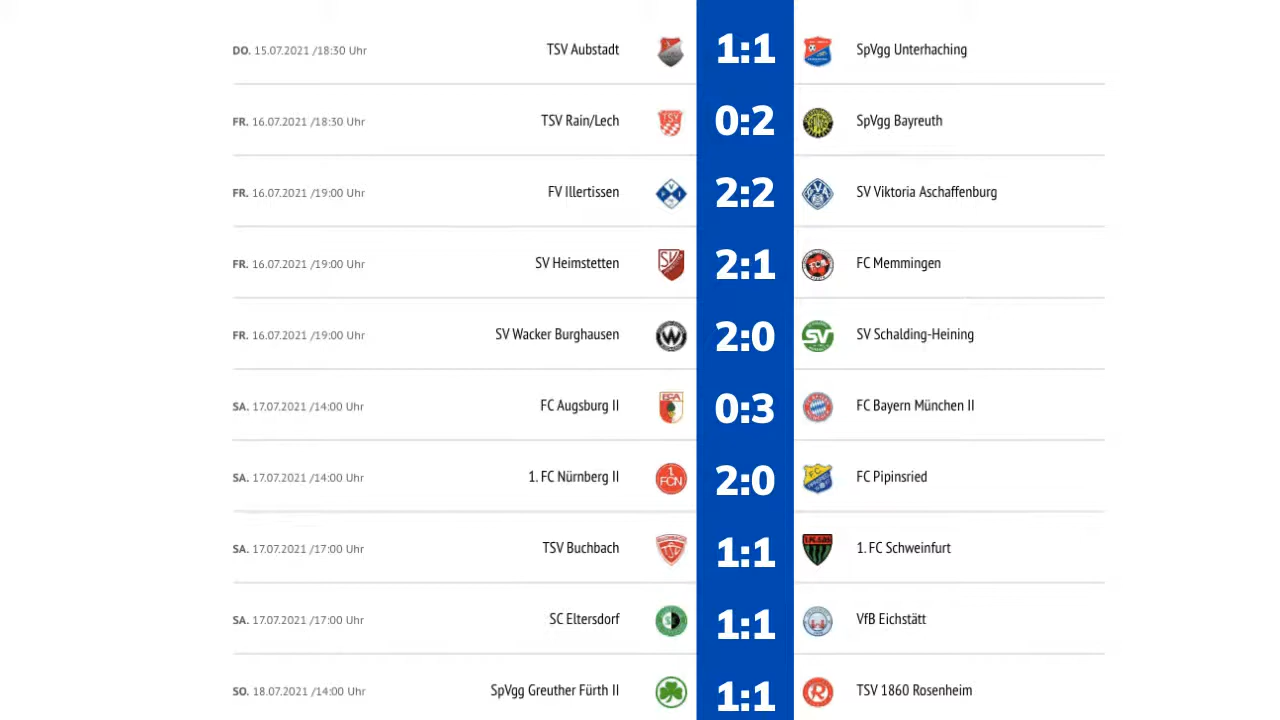 DO. 15.07.2021 /18:30 Uhr TSV Aubstadt 1:1 SpVgg Unterhaching
FR. 16.07.2021 /18:30 Uhr TSV Rain/Lech TSV 0:2 SpVgg Bayreuth
FR. 16.07.2021 /19:00 Uhr FV Illertissen 2:2 SV Viktoria Aschaffenburg
FR. 16.07.2021 /19:00 Uhr SV Heimstetten 2:1 FC Memmingen
FR. 16.07.2021 /19:00 Uhr SV Wacker Burghausen W 2:0 SV SV Schalding-Heining
SA. 17.07.2021 /14:00 Uhr FC Augsburg II FCA 0:3 FC Bayern München II
SA. 17.07.2021 /14:00 Uhr 1. FC Nürnberg II 1. FCN 2:0 FC Pipinsried
SA. 17.07.2021 /17:00 Uhr TSV Buchbach TSV 1:1 1. FC Schweinfurt
SA. 17.07.2021 /17:00 Uhr SC Eltersdorf 1:1 VfB Eichstätt
SO. 18.07.2021 /14:00 Uhr SpVgg Greuther Fürth II 1:1 R TSV 1860 Rosenheim